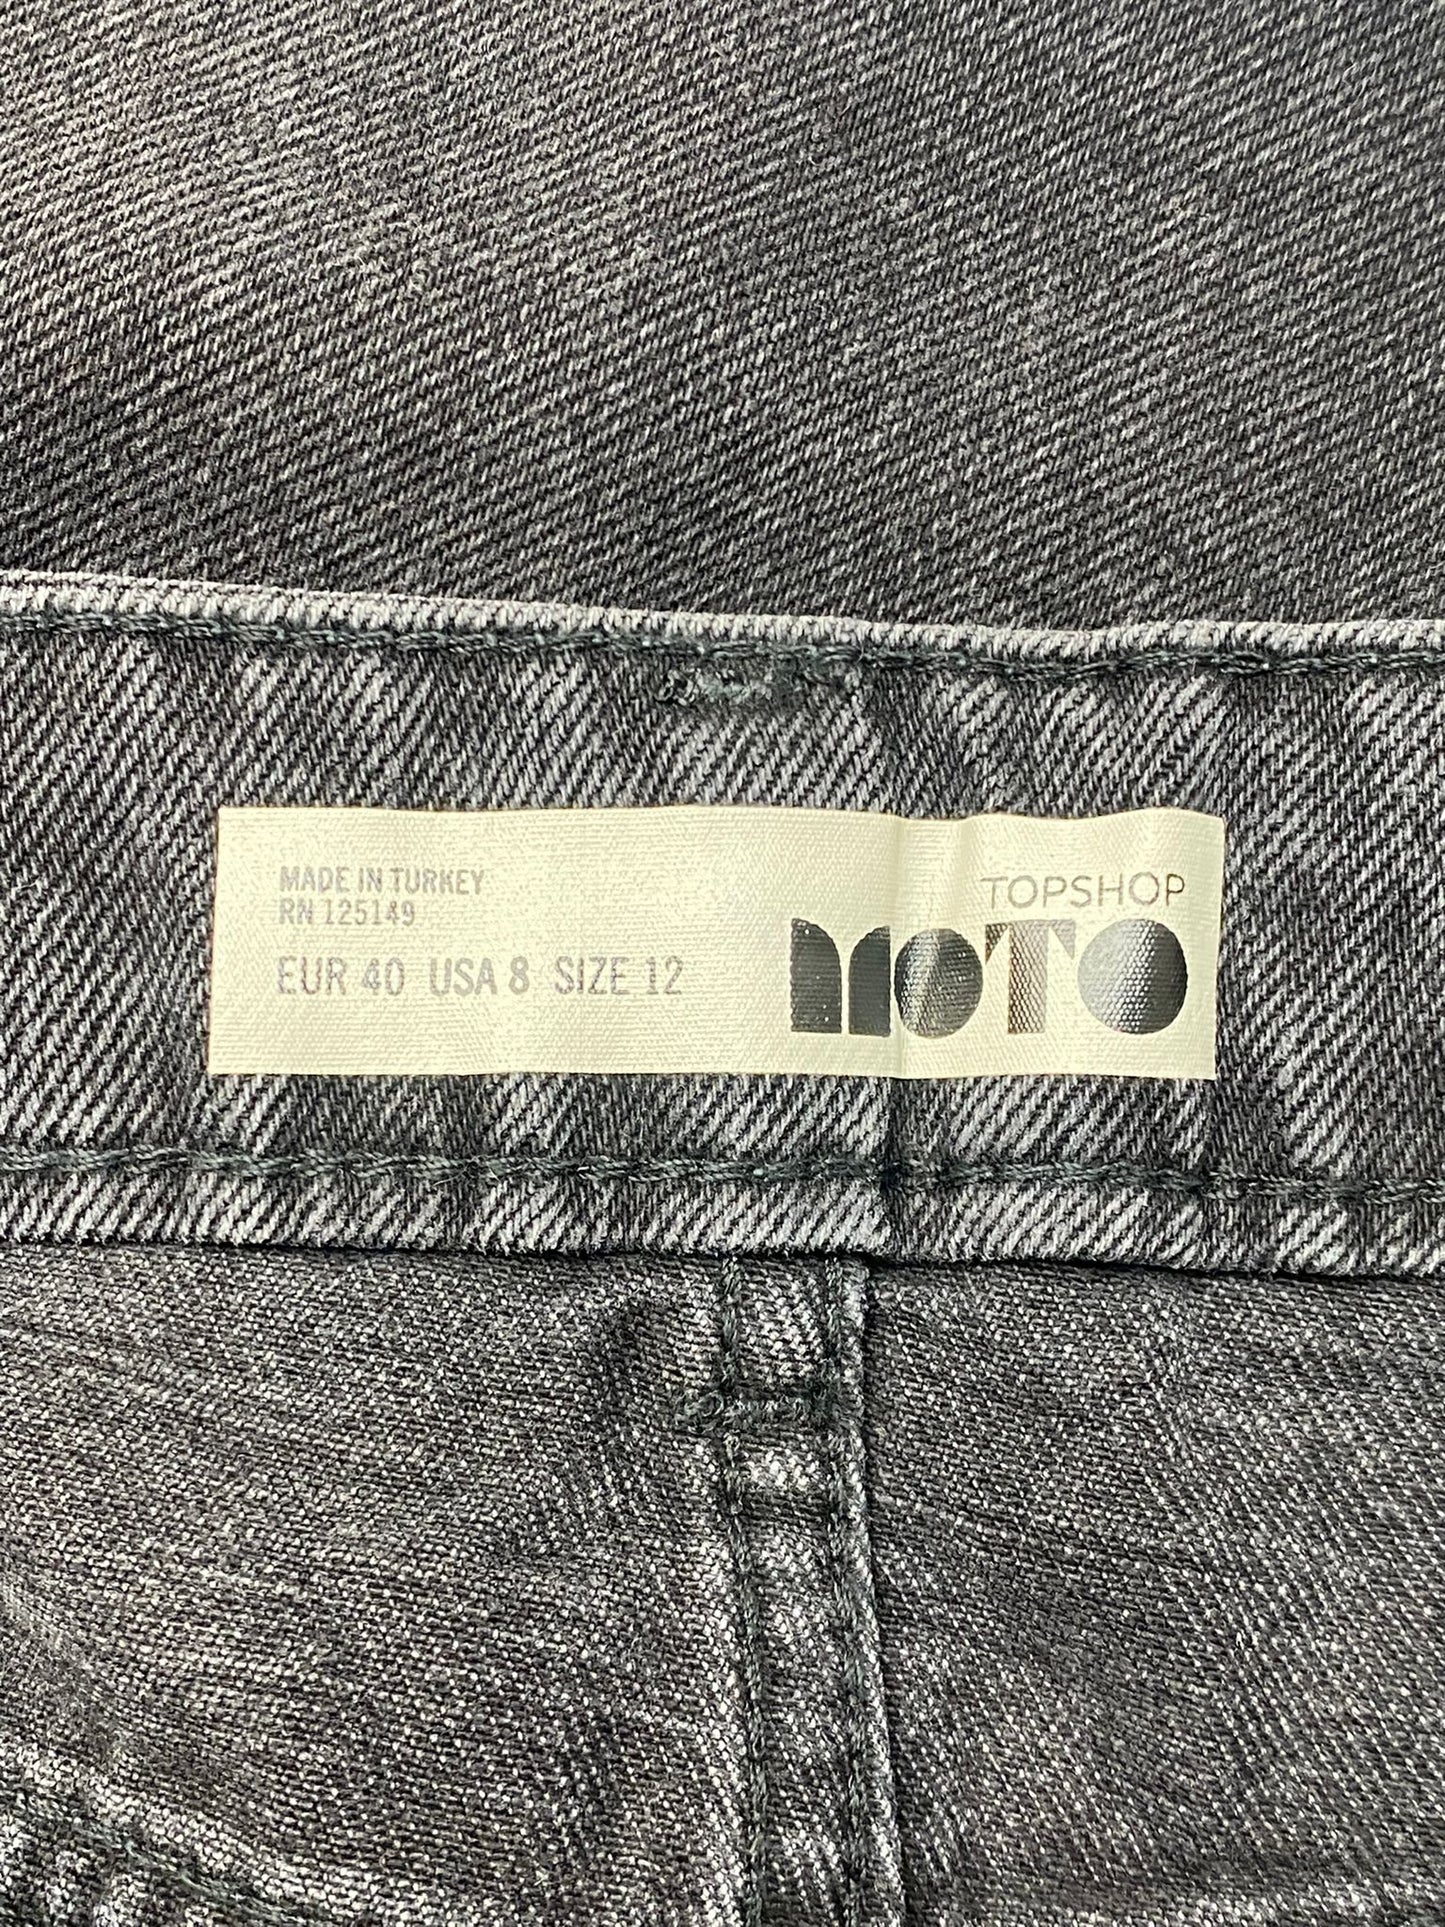 MADE IN TURKEY
RN 125149
EUR 40 USA 8 SIZE 12
TOPSHOP
MOTO